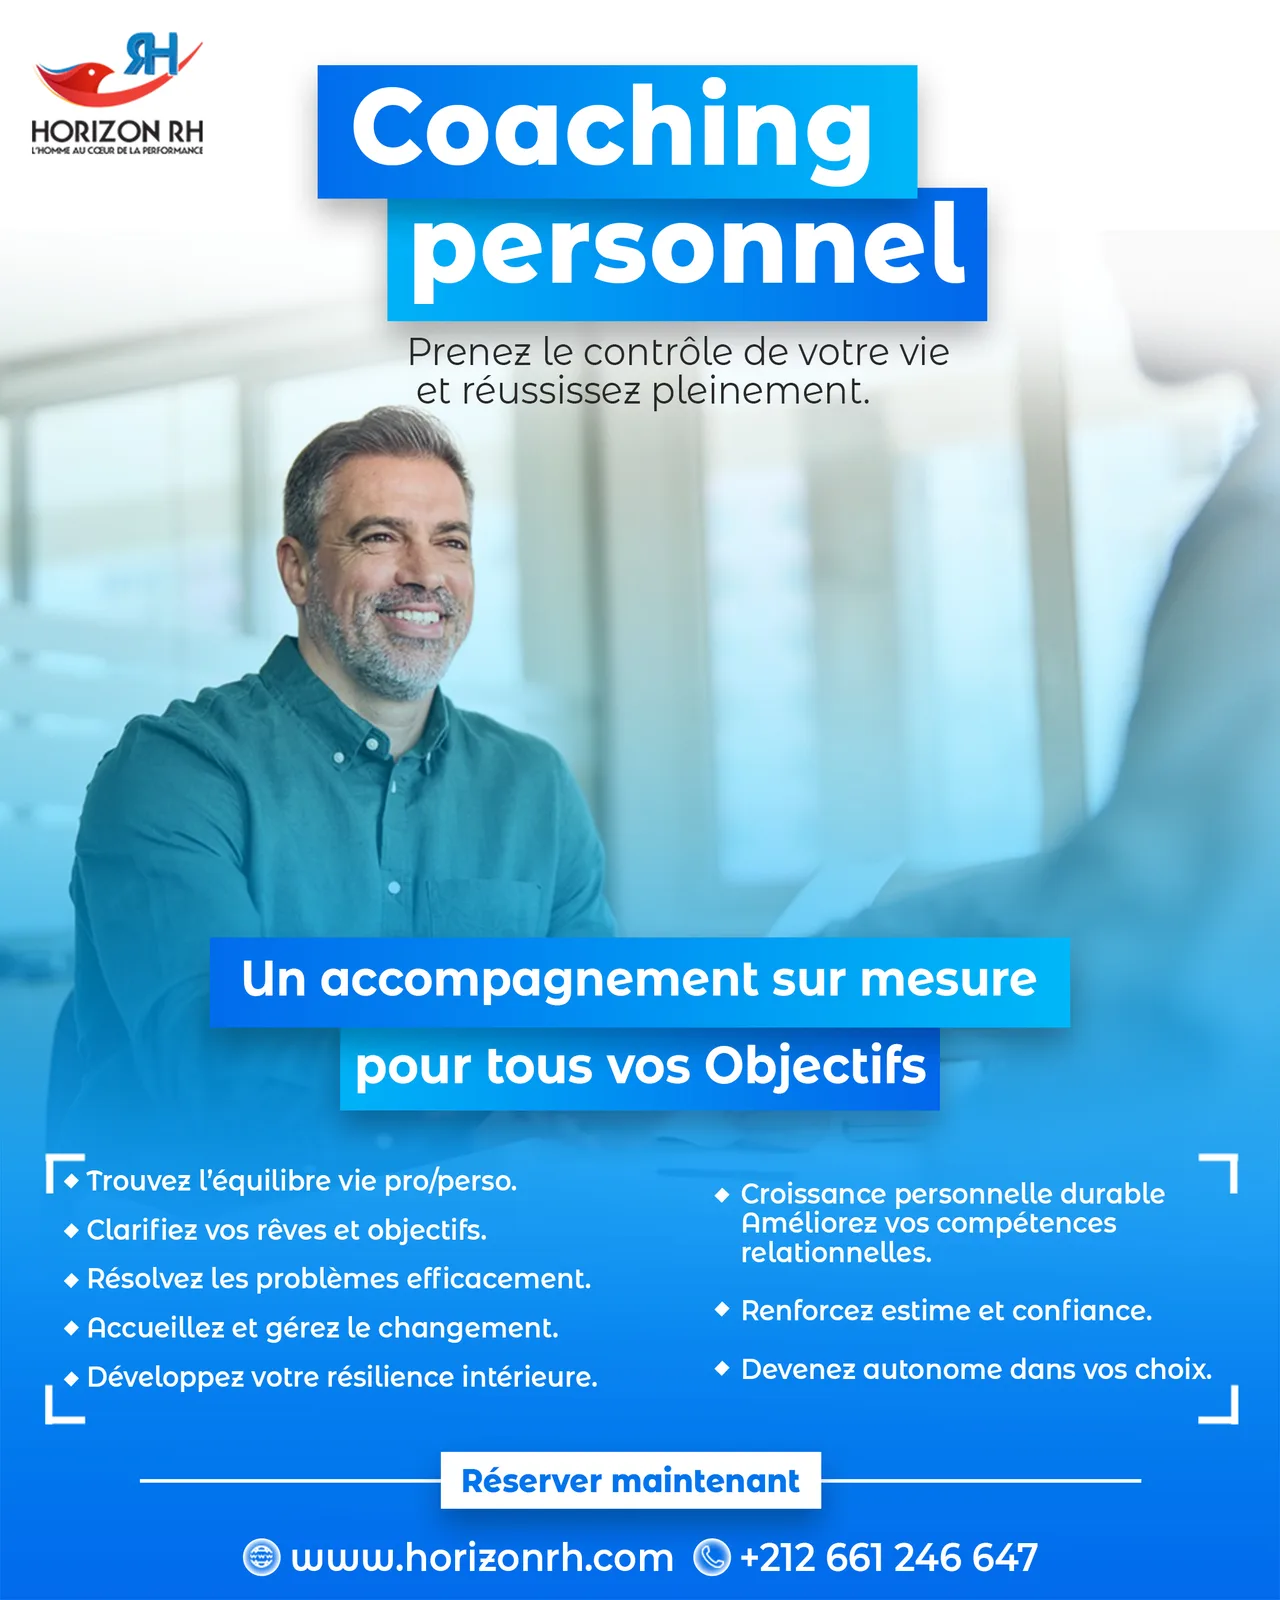 RH
HORIZON RH
L'HOMME AU CŒUR DE LA PERFORMANCE
Coaching
personnel
Prenez le contrôle de votre vie
et réussissez pleinement.
Un accompagnement sur mesure
pour tous vos Objectifs
Trouvez l'équilibre vie pro/perso.
Clarifiez vos rêves et objectifs.
Résolvez les problèmes efficacement.
Accueillez et gérez le changement.
Développez votre résilience intérieure.
Croissance personnelle durable
Améliorez vos compétences
relationnelles.
Renforcez estime et confiance.
Devenez autonome dans vos choix.
Réserver maintenant
www.horizonrh.com +212 661 246 647